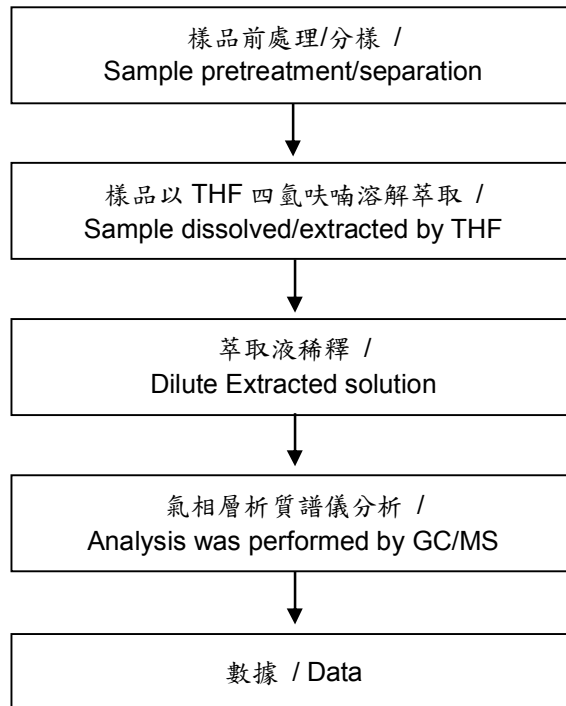 樣品前處理/分樣 /
Sample pretreatment/separation
樣品以 THF 四氫呋喃溶解萃取 /
Sample dissolved/extracted by THF
萃取液稀釋 /
Dilute Extracted solution
氣相層析質譜儀分析 /
Analysis was performed by GC/MS
數據 / Data